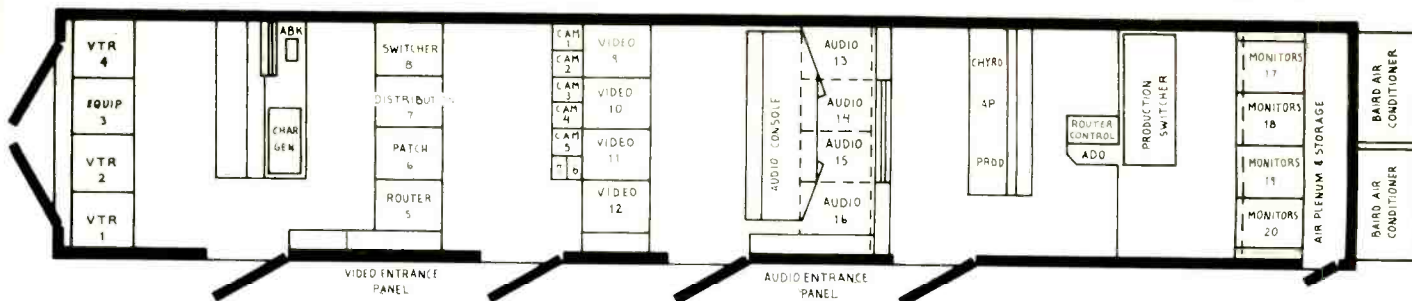 VTR
4
EQUIP
3
VTR
2
VTR
1
ABK
CHAR
GEN
SWITCHER
8
DISTRIBUTION
7
PATCH
6
ROUTER
5
VIDEO ENTRANCE
PANEL
CAM
1
CAM
2
CAM
3
CAM
4
CAM
5
7 6
VIDEO
9
VIDEO
10
VIDEO
11
VIDEO
12
AUDIO CONSOLE
AUDIO
13
AUDIO
14
AUDIO
15
AUDIO
16
AUDIO ENTRANCE
PANEL
CHYRO
AP
PROD
ROUTER
CONTROL
ADO
PRODUCTION
SWITCHER
MONITORS
17
MONITORS
18
MONITORS
19
MONITORS
20
AIR PLENUM & STORAGE
BAIRD AIR
CONDITIONER
BAIRD AIR
CONDITIONER